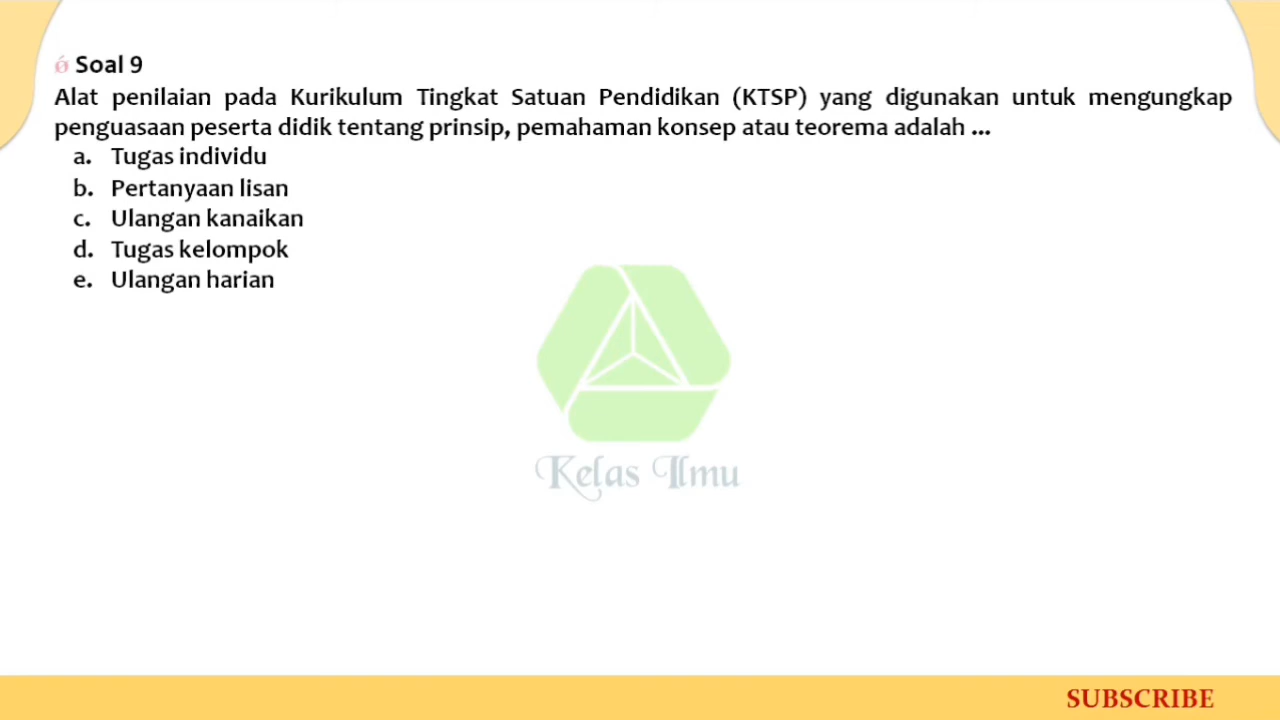 ǿ Soal 9
Alat penilaian pada Kurikulum Tingkat Satuan Pendidikan (KTSP) yang digunakan untuk mengungkap
penguasaan peserta didik tentang prinsip, pemahaman konsep atau teorema adalah ...
a. Tugas individu
b. Pertanyaan lisan
c. Ulangan kanaikan
d. Tugas kelompok
e. Ulangan harian
Kelas Ilmu
SUBSCRIBE